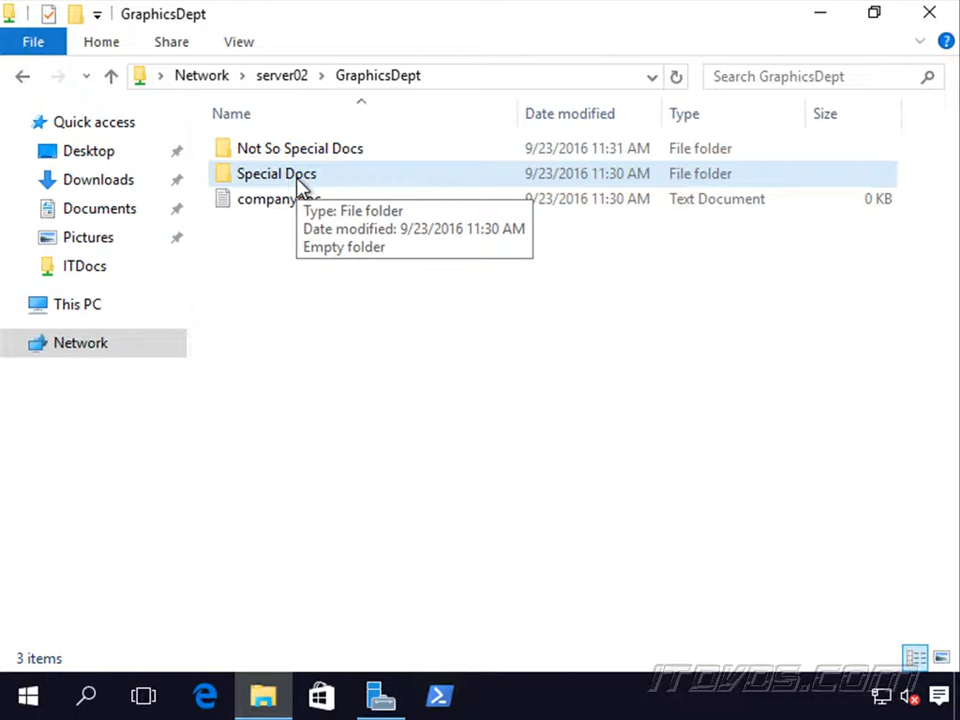 GraphicsDept
File Home Share View
Network server02 GraphicsDept Search GraphicsDept
Name Date modified Type Size
Quick access
Desktop
Downloads
Documents
Pictures
ITDocs
This PC
Network
Not So Special Docs 9/23/2016 11:31 AM File folder
Special Docs 9/23/2016 11:30 AM File folder
9/23/2016 11:30 AM Text Document 0 KB
Type: File folder
Date modified: 9/23/2016 11:30 AM
Empty folder
3 items
ITDVDS.COM